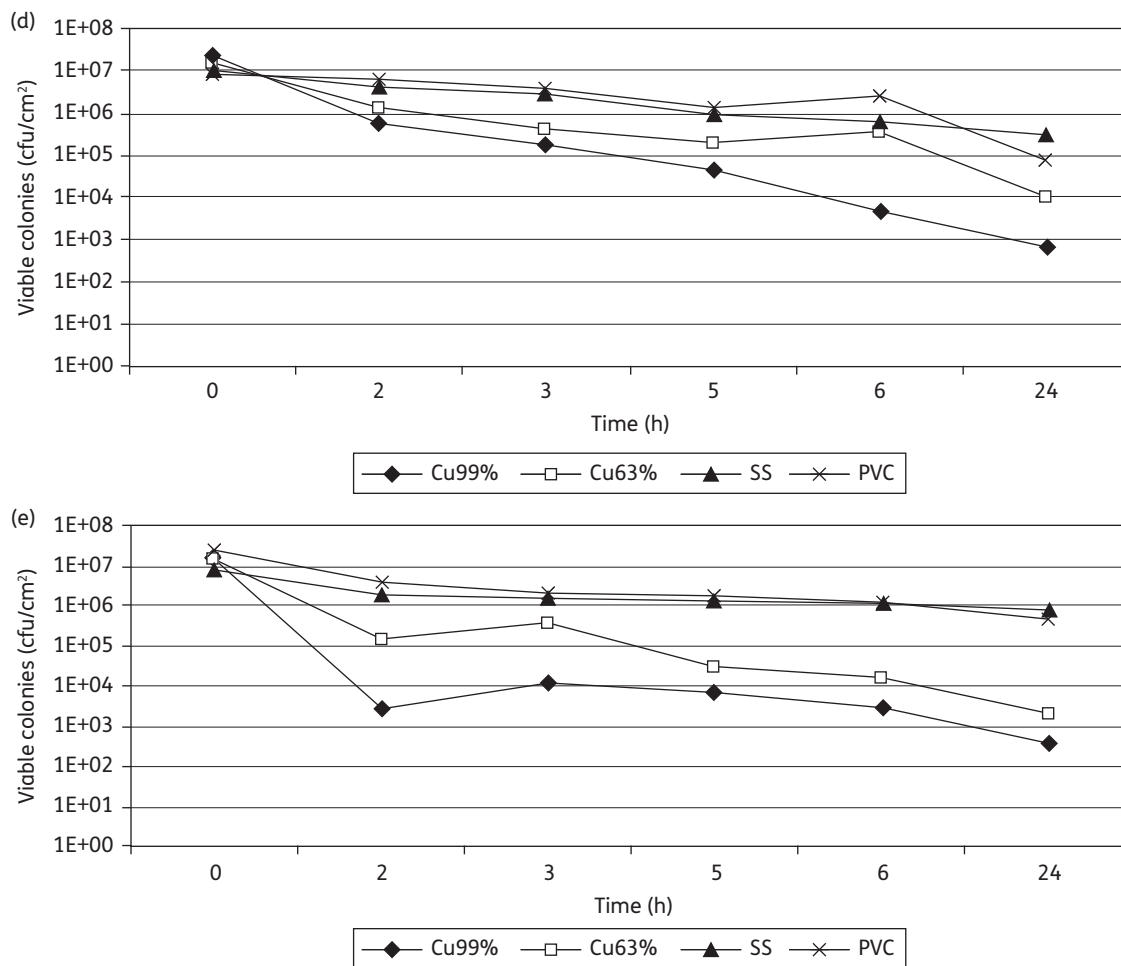 (d)
1E+08
1E+07
1E+06
1E+05
1E+04
1E+03
1E+02
1E+01
1E+00
Viable colonies (cfu/cm²)
0 2 3 5 6 24
Time (h)
Cu99% Cu63% SS PVC
(e)
1E+08
1E+07
1E+06
1E+05
1E+04
1E+03
1E+02
1E+01
1E+00
Viable colonies (cfu/cm²)
0 2 3 5 6 24
Time (h)
Cu99% Cu63% SS PVC